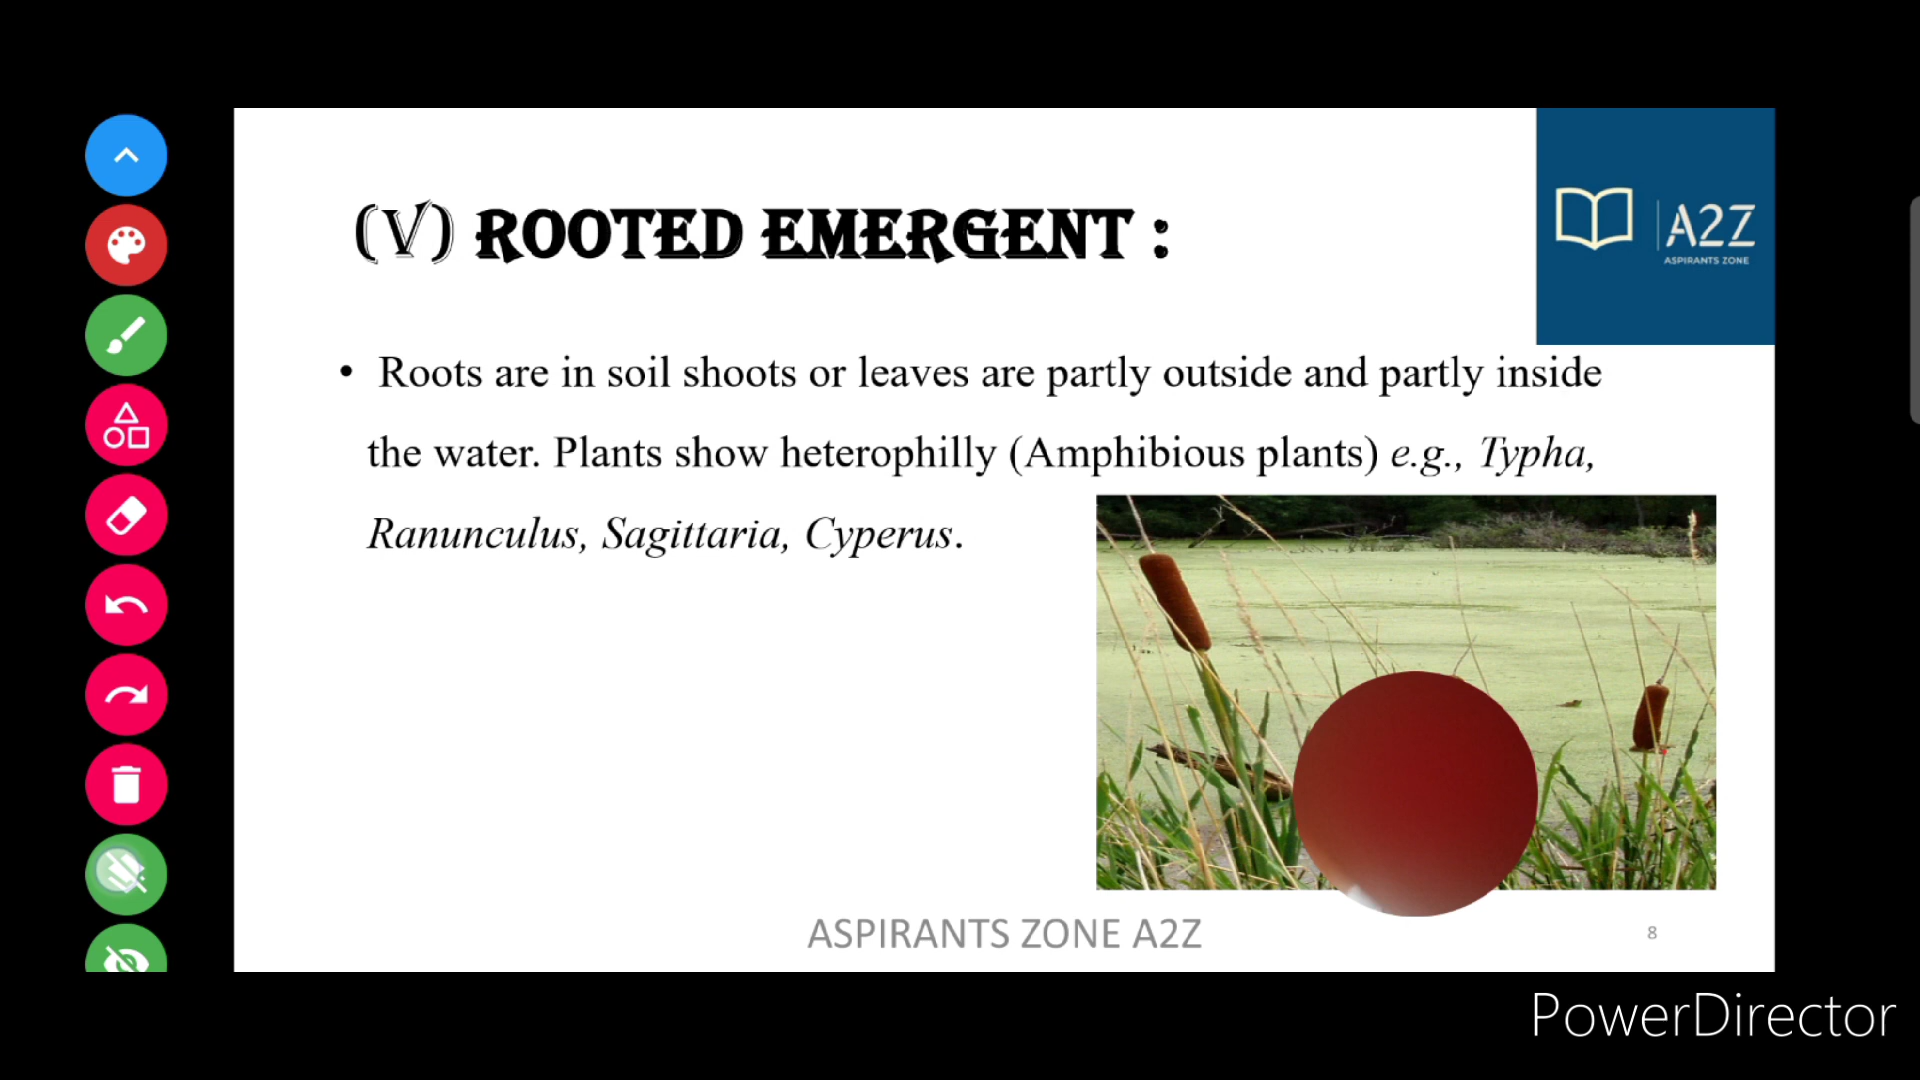 (V) ROOTED EMERGENT :
A2Z
ASPIRANTS ZONE
• Roots are in soil shoots or leaves are partly outside and partly inside
the water. Plants show heterophilly (Amphibious plants) e.g., Typha,
Ranunculus, Sagittaria, Cyperus.
ASPIRANTS ZONE A2Z
8
PowerDirector